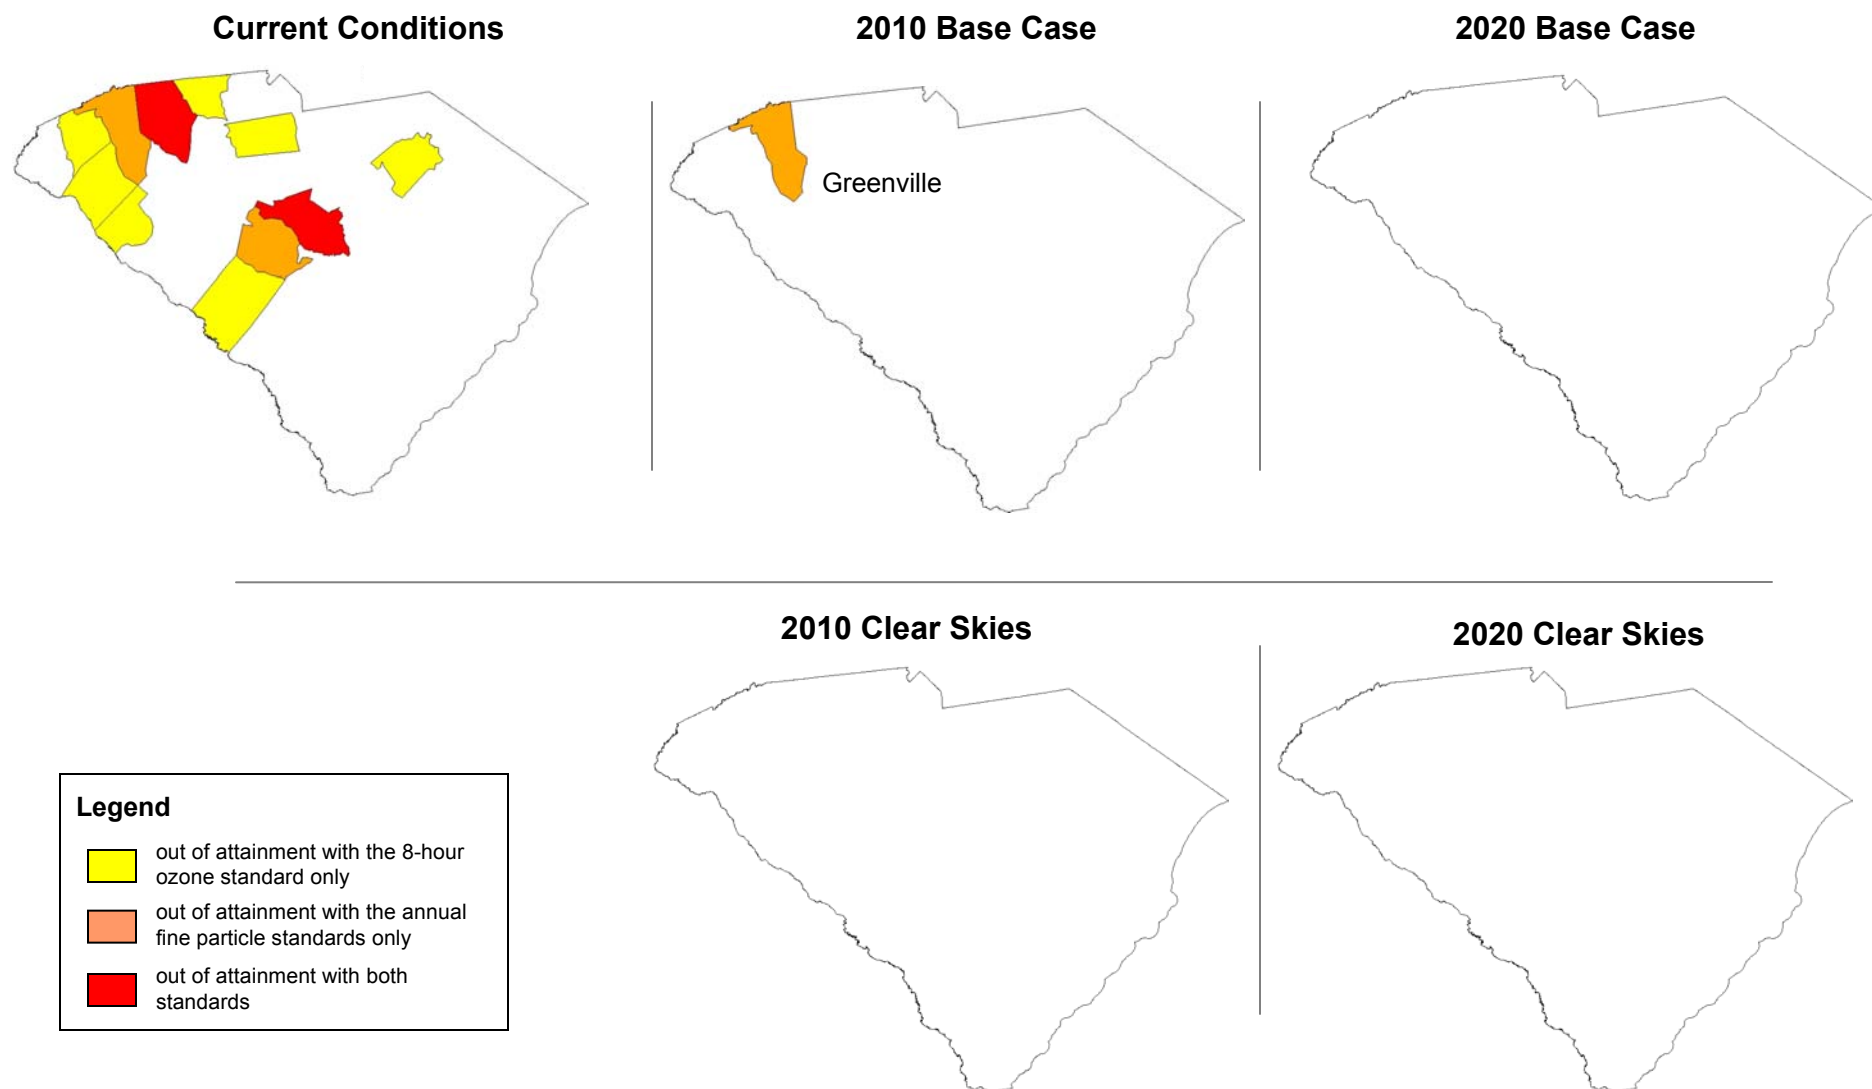 Current Conditions
2010 Base Case
2020 Base Case
Greenville
2010 Clear Skies
2020 Clear Skies
Legend
out of attainment with the 8-hour
ozone standard only
out of attainment with the annual
fine particle standards only
out of attainment with both
standards